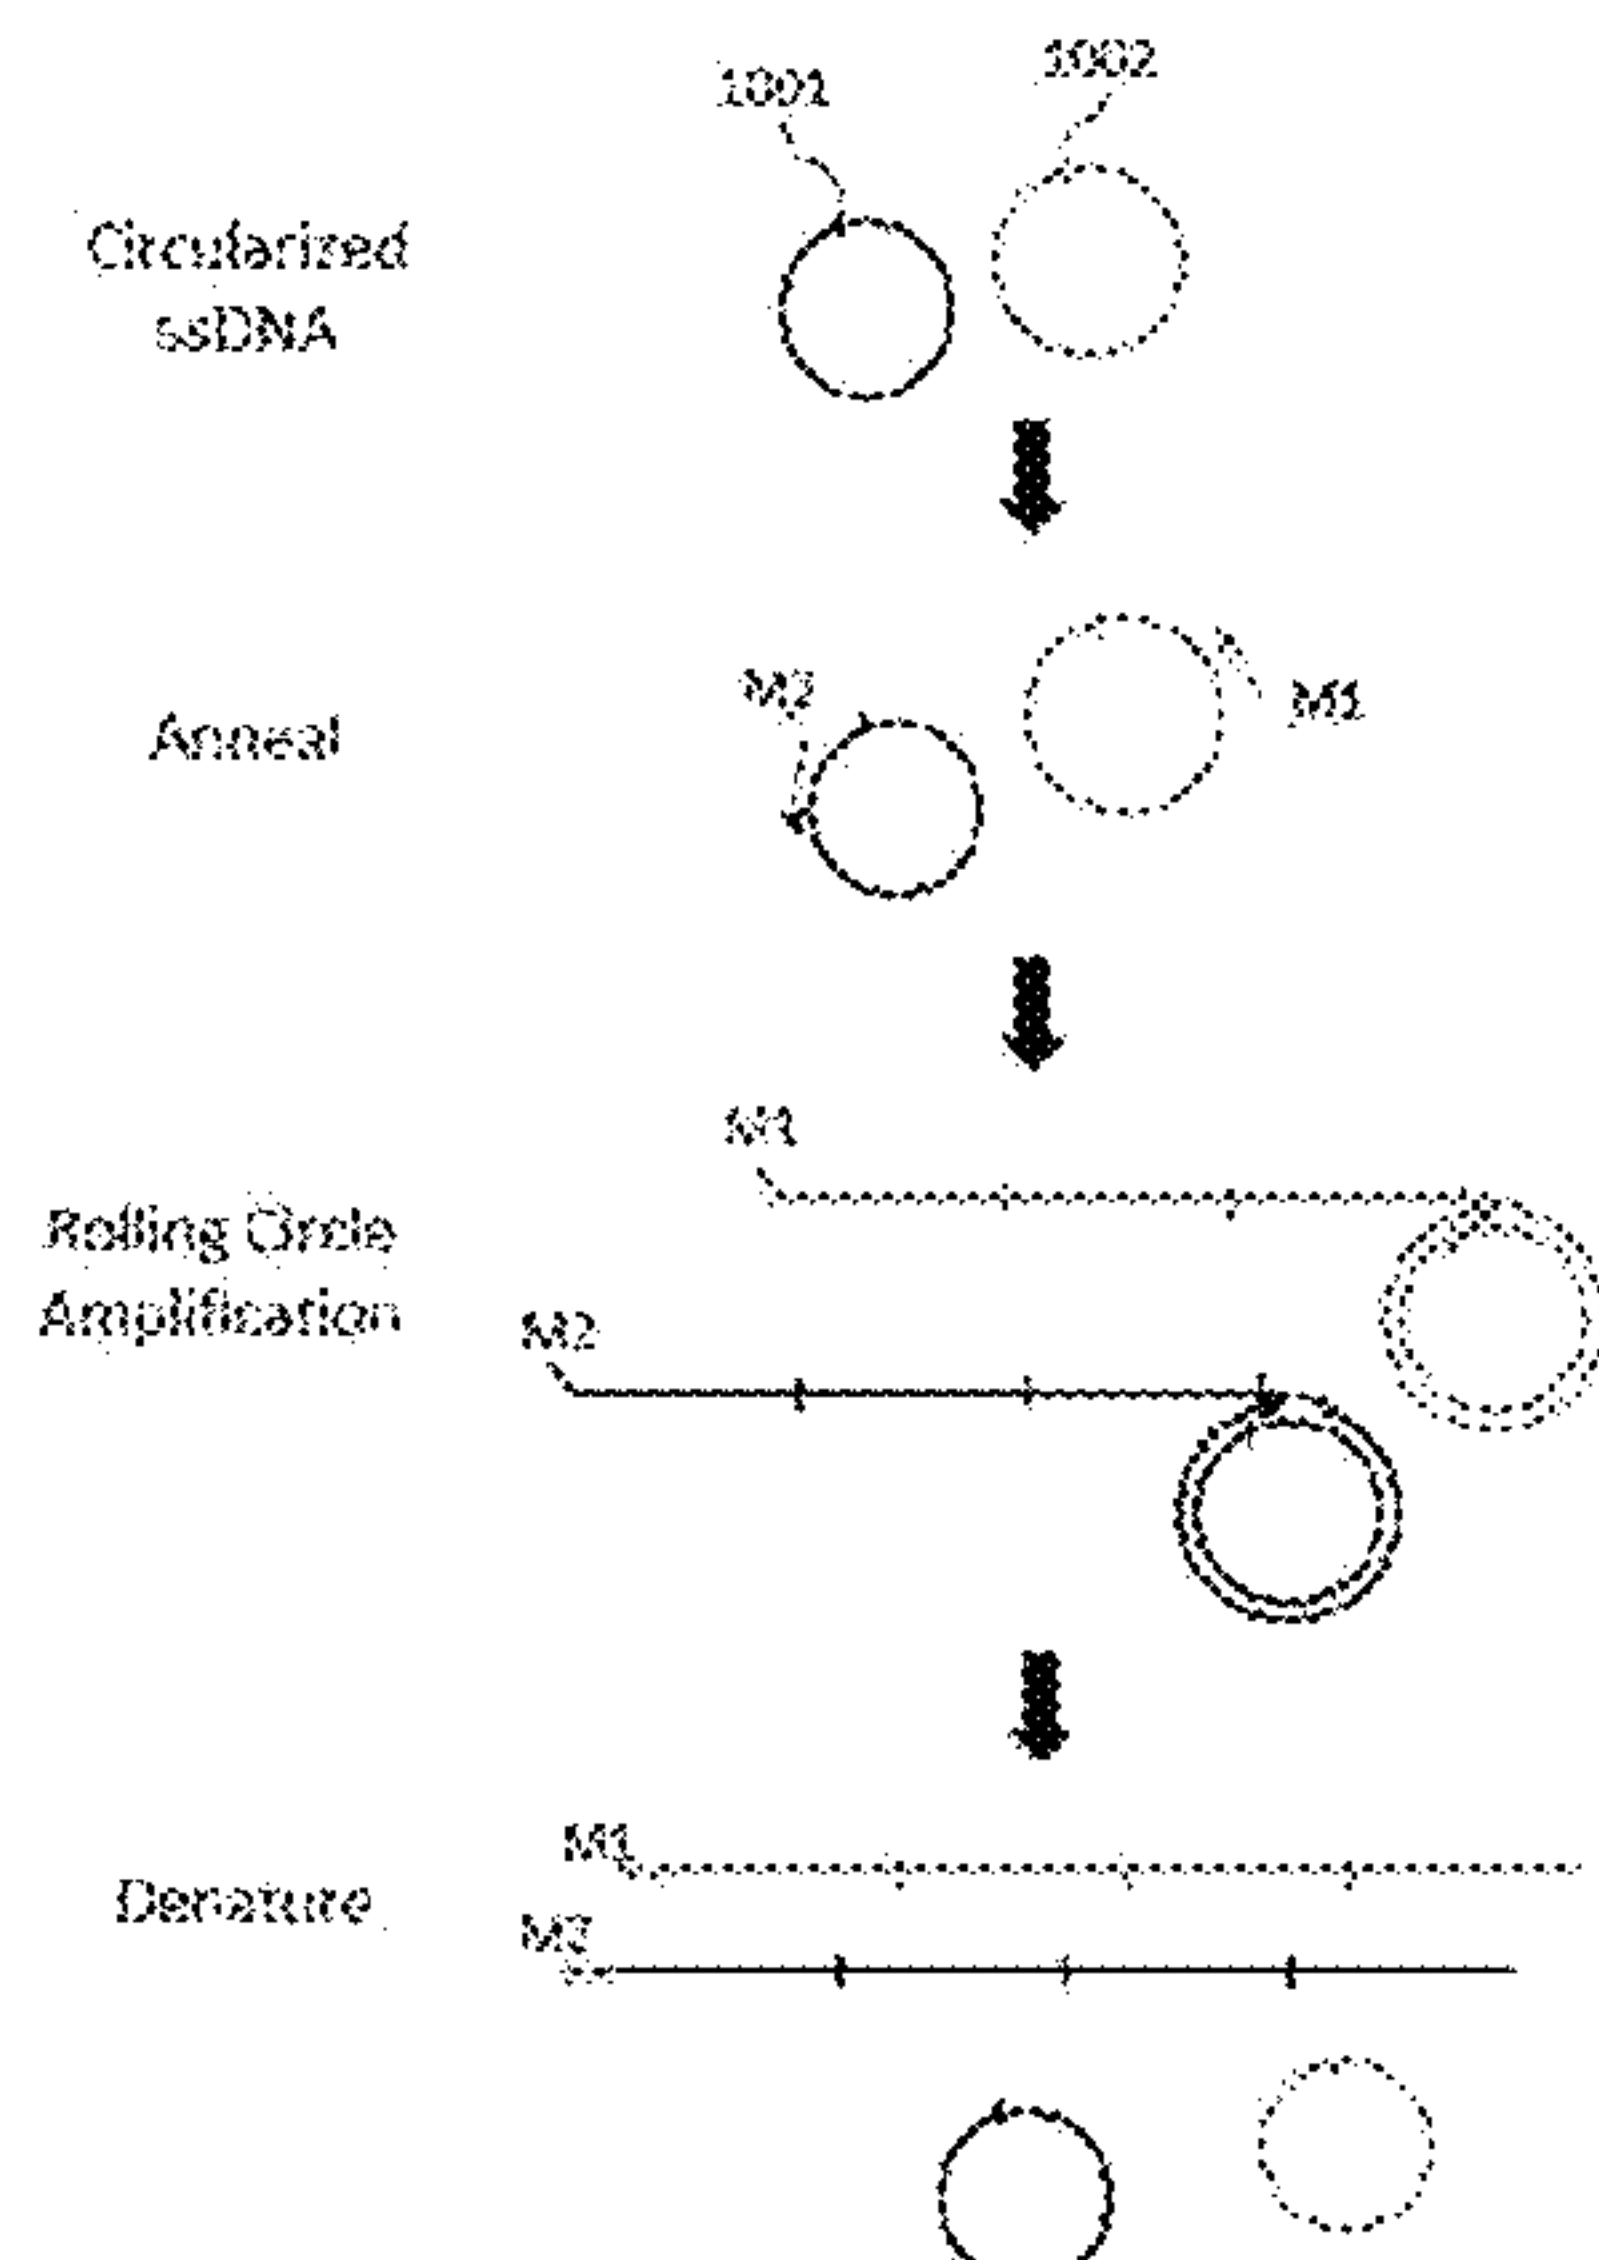 1001
1002
Circularized
ssDNA
M2
M1
Anneal
M1
Rolling Circle
Amplification
M2
M1
Denature
M2